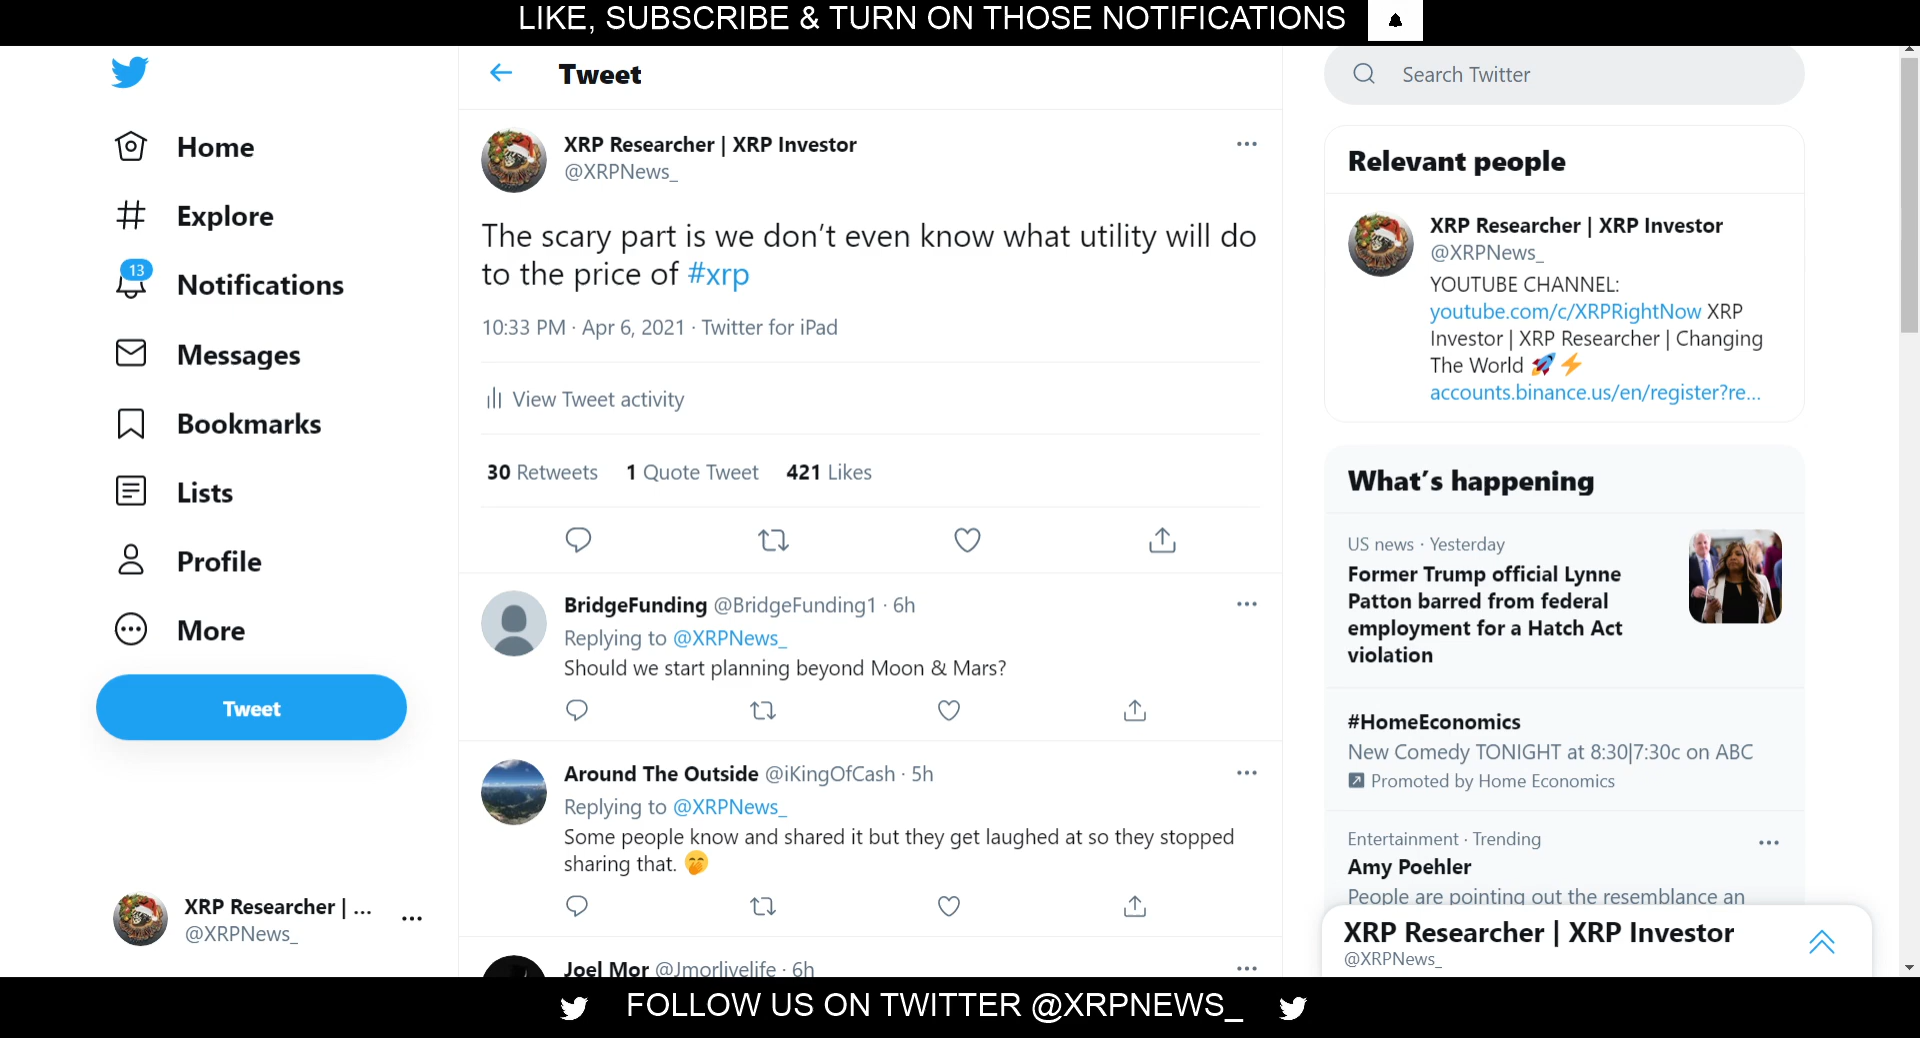 LIKE, SUBSCRIBE & TURN ON THOSE NOTIFICATIONS
Home
Explore
13
Notifications
Messages
Bookmarks
Lists
Profile
More
Tweet
XRP Researcher | ...
@XRPNews_
Tweet
XRP Researcher | XRP Investor
@XRPNews_
The scary part is we don’t even know what utility will do
to the price of #xrp
10:33 PM · Apr 6, 2021 · Twitter for iPad
View Tweet activity
30 Retweets 1 Quote Tweet 421 Likes
BridgeFunding @BridgeFunding1 · 6h
Replying to @XRPNews_
Should we start planning beyond Moon & Mars?
Around The Outside @iKingOfCash · 5h
Replying to @XRPNews_
Some people know and shared it but they get laughed at so they stopped
sharing that. 🤭
Joel Mor @Jmorlivelife · 6h
Search Twitter
Relevant people
XRP Researcher | XRP Investor
@XRPNews_
YOUTUBE CHANNEL:
youtube.com/c/XRPRightNow XRP
Investor | XRP Researcher | Changing
The World 🚀⚡
accounts.binance.us/en/register?re...
What’s happening
US news · Yesterday
Former Trump official Lynne
Patton barred from federal
employment for a Hatch Act
violation
#HomeEconomics
New Comedy TONIGHT at 8:30|7:30c on ABC
Promoted by Home Economics
Entertainment · Trending
Amy Poehler
People are pointing out the resemblance an
XRP Researcher | XRP Investor
@XRPNews_
FOLLOW US ON TWITTER @XRPNEWS_